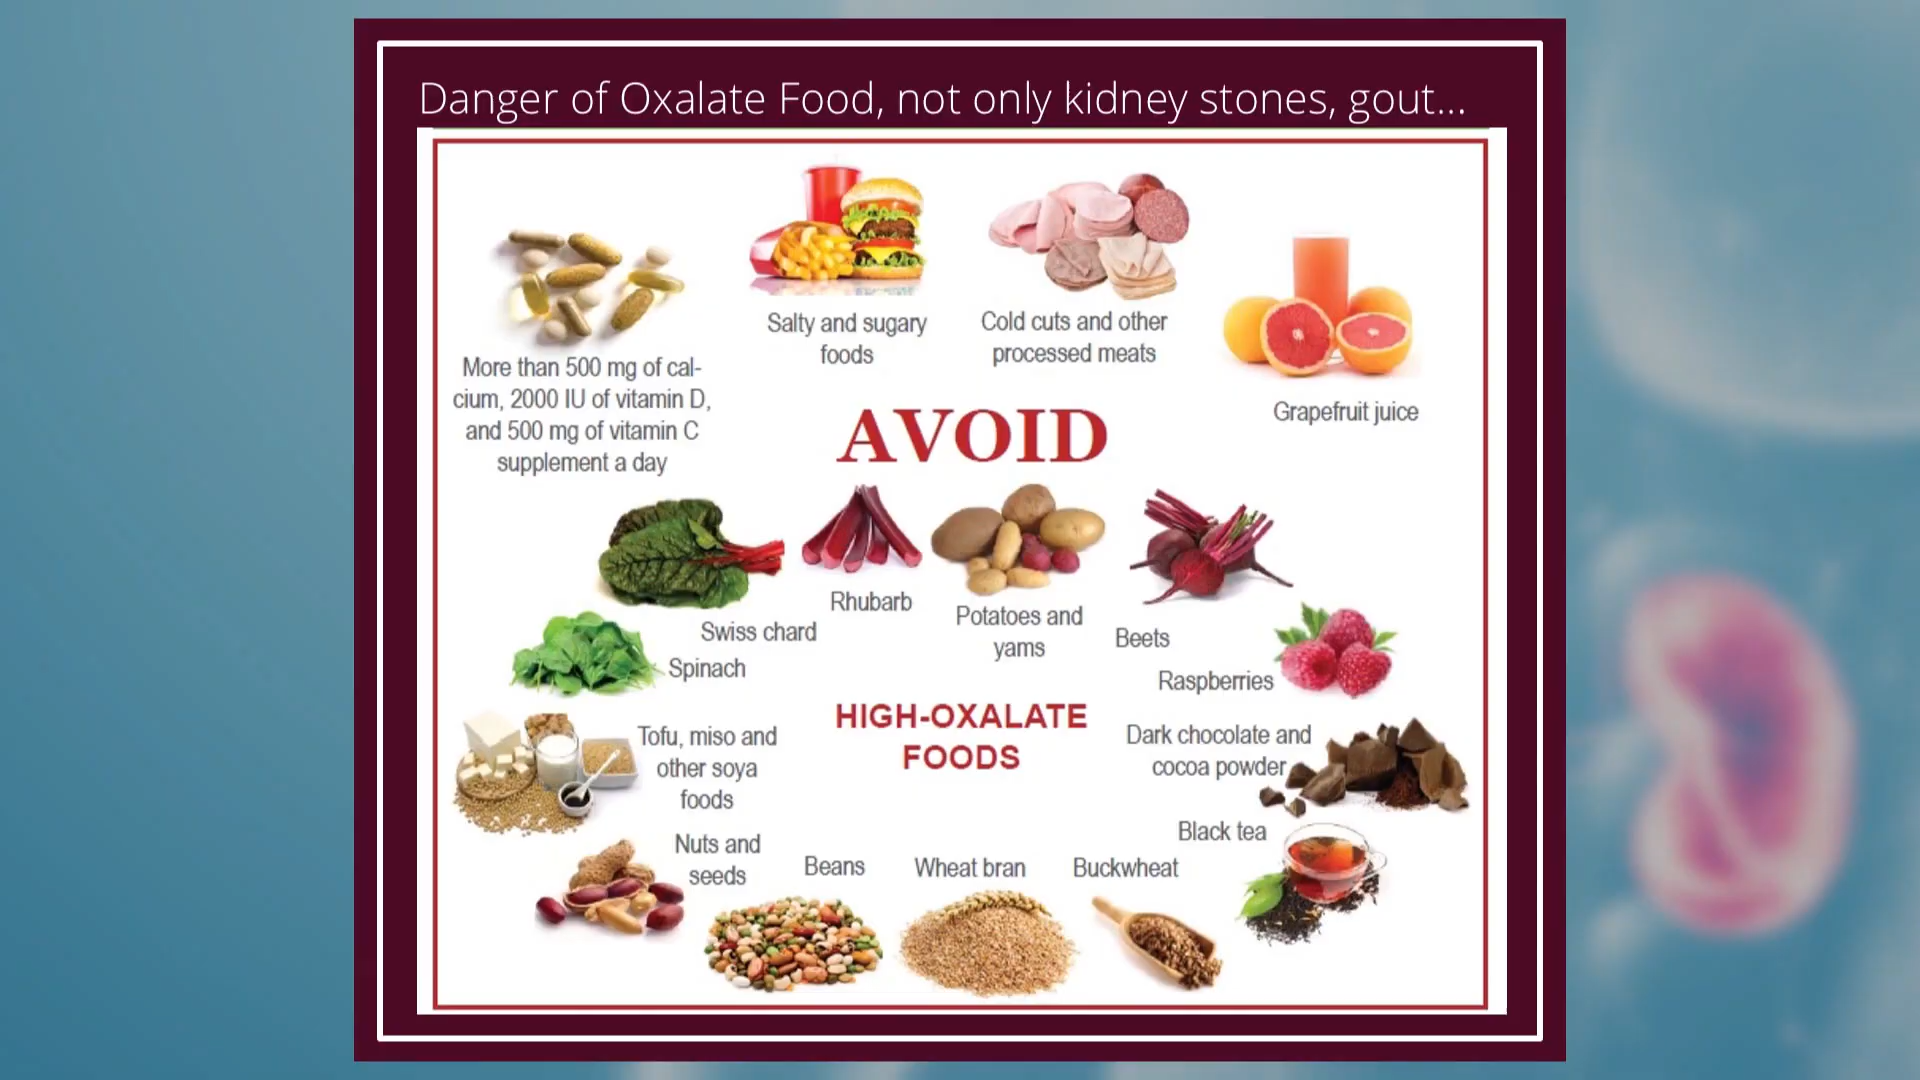 Danger of Oxalate Food, not only kidney stones, gout...
Salty and sugary
foods
Cold cuts and other
processed meats
More than 500 mg of cal-
cium, 2000 IU of vitamin D,
and 500 mg of vitamin C
supplement a day
Grapefruit juice
AVOID
Rhubarb
Potatoes and
yams
Swiss chard
Beets
Spinach
Raspberries
HIGH-OXALATE
FOODS
Tofu, miso and
other soya
foods
Dark chocolate and
cocoa powder
Black tea
Nuts and
seeds
Beans
Wheat bran
Buckwheat